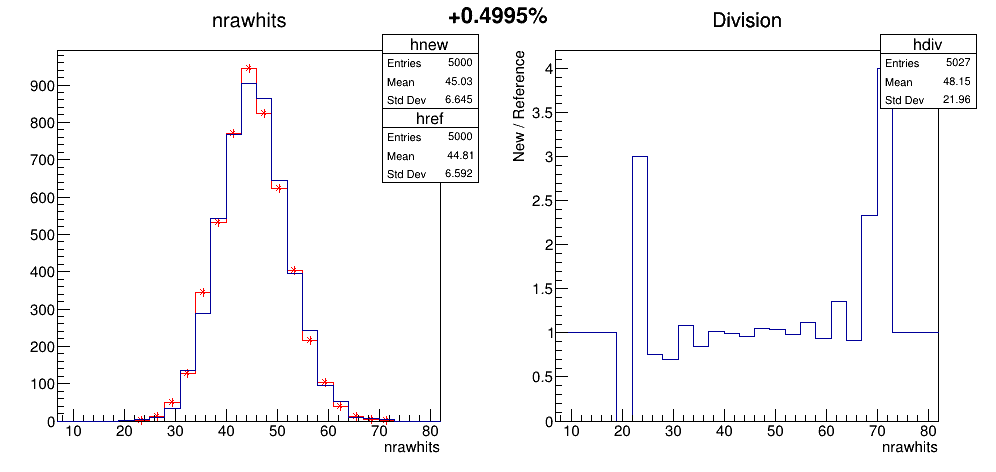 +0.4995%
nrawhits
hnew
Entries 5000
Mean 45.03
Std Dev 6.645
href
Entries 5000
Mean 44.81
Std Dev 6.592
900
800
700
600
500
400
300
200
100
0
10 20 30 40 50 60 70 80
nrawhits
Division
hdiv
Entries 5027
Mean 48.15
Std Dev 21.96
New / Reference
4
3.5
3
2.5
2
1.5
1
0.5
0
10 20 30 40 50 60 70 80
nrawhits